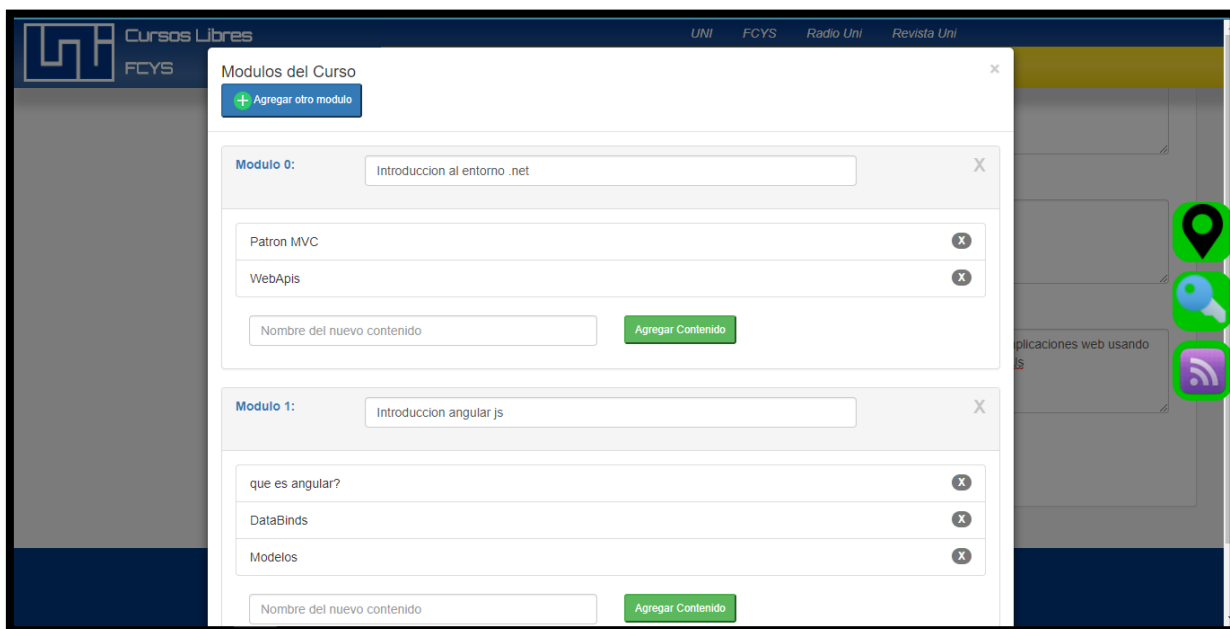 Cursos Libres
FCYS
UNI FCYS Radio Uni Revista Uni
Modulos del Curso ×
Agregar otro modulo
Modulo 0: Introduccion al entorno .net X
Patron MVC X
WebApis X
Nombre del nuevo contenido Agregar Contenido
plicaciones web usando
js
Modulo 1: Introduccion angular js X
que es angular? X
DataBinds X
Modelos X
Nombre del nuevo contenido Agregar Contenido